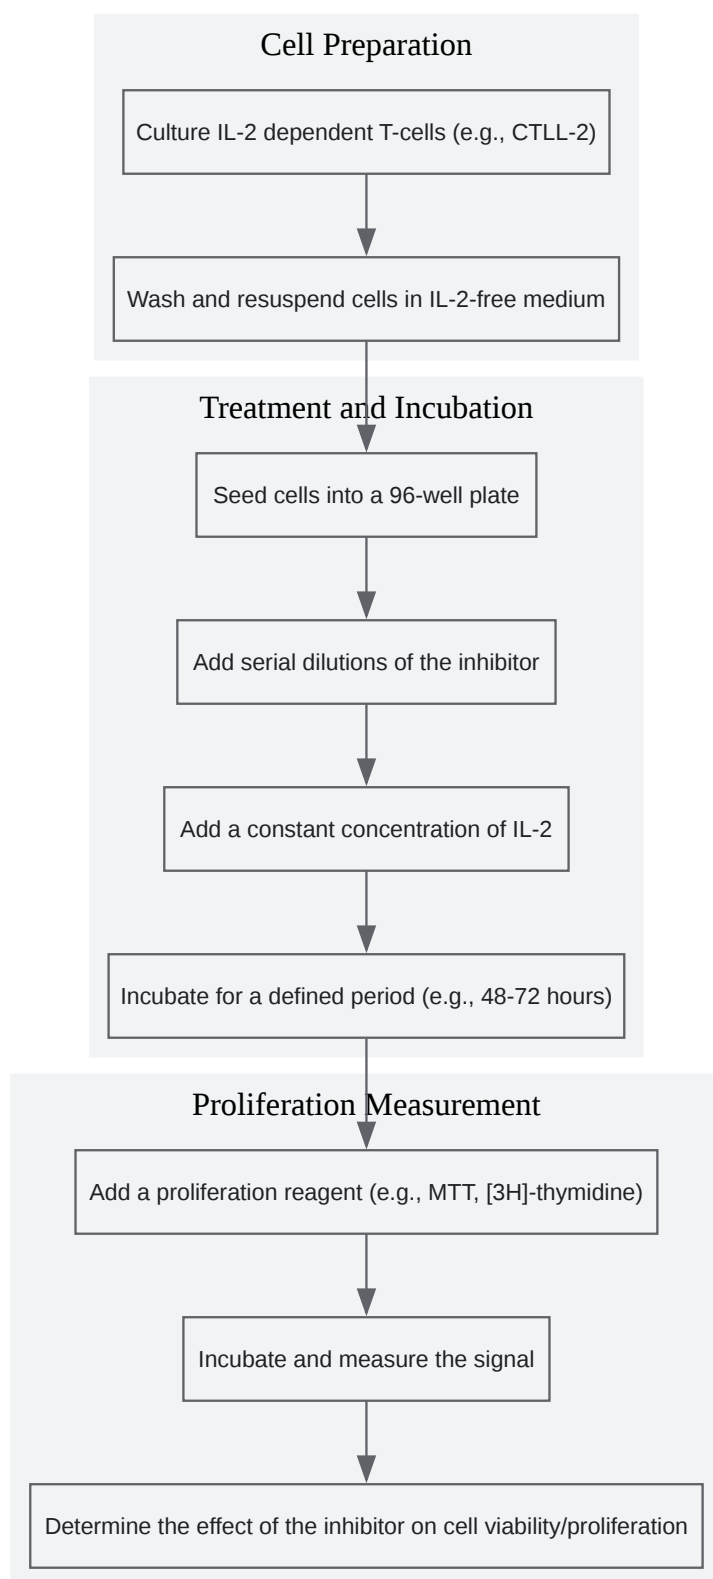 Cell Preparation
Culture IL-2 dependent T-cells (e.g., CTLL-2)
Wash and resuspend cells in IL-2-free medium
Treatment and Incubation
Seed cells into a 96-well plate
Add serial dilutions of the inhibitor
Add a constant concentration of IL-2
Incubate for a defined period (e.g., 48-72 hours)
Proliferation Measurement
Add a proliferation reagent (e.g., MTT, [3H]-thymidine)
Incubate and measure the signal
Determine the effect of the inhibitor on cell viability/proliferation